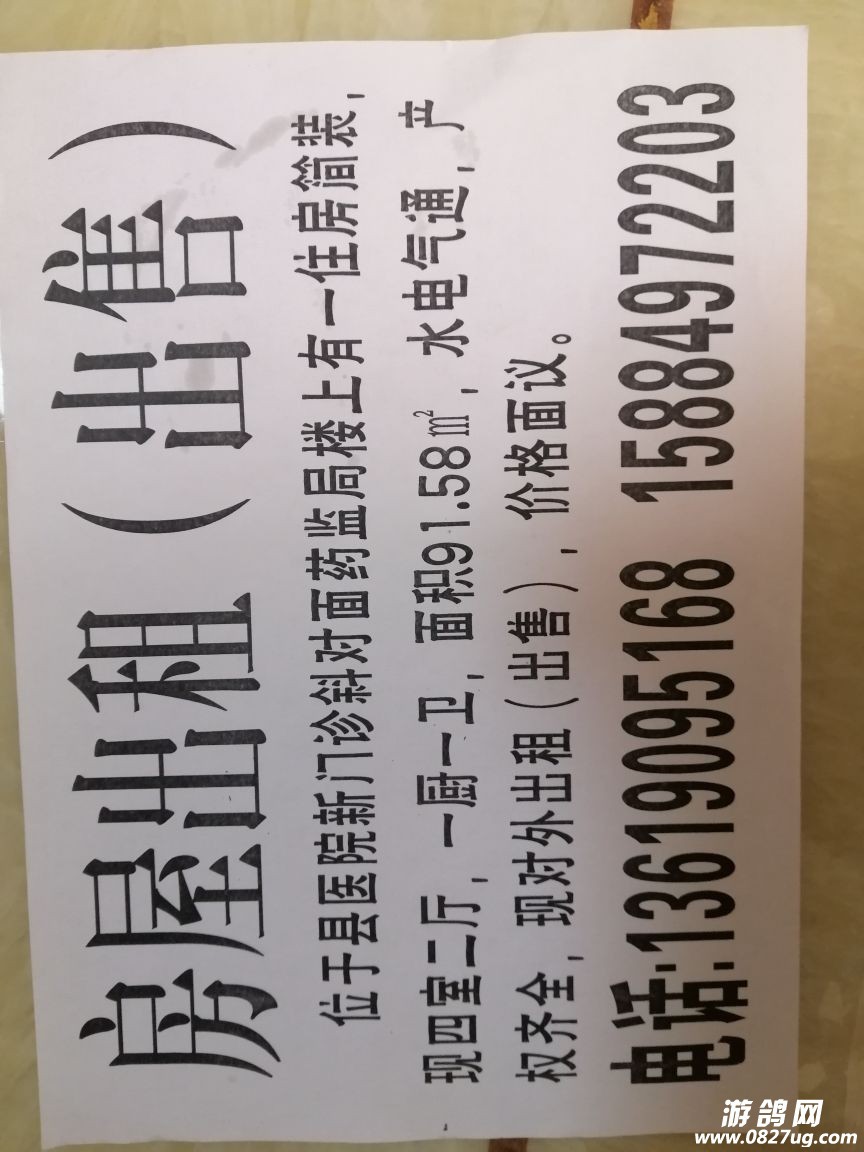 房屋出租（出售）
位于县医院新门诊斜对面药监局楼上有一住房简装，
现四室二厅，一厨一卫，面积91.58㎡，水电气通，产
权齐全，现对外出租（出售），价格面议。
电话:13619095168 15884972203
游鸽网
www.0827ug.com